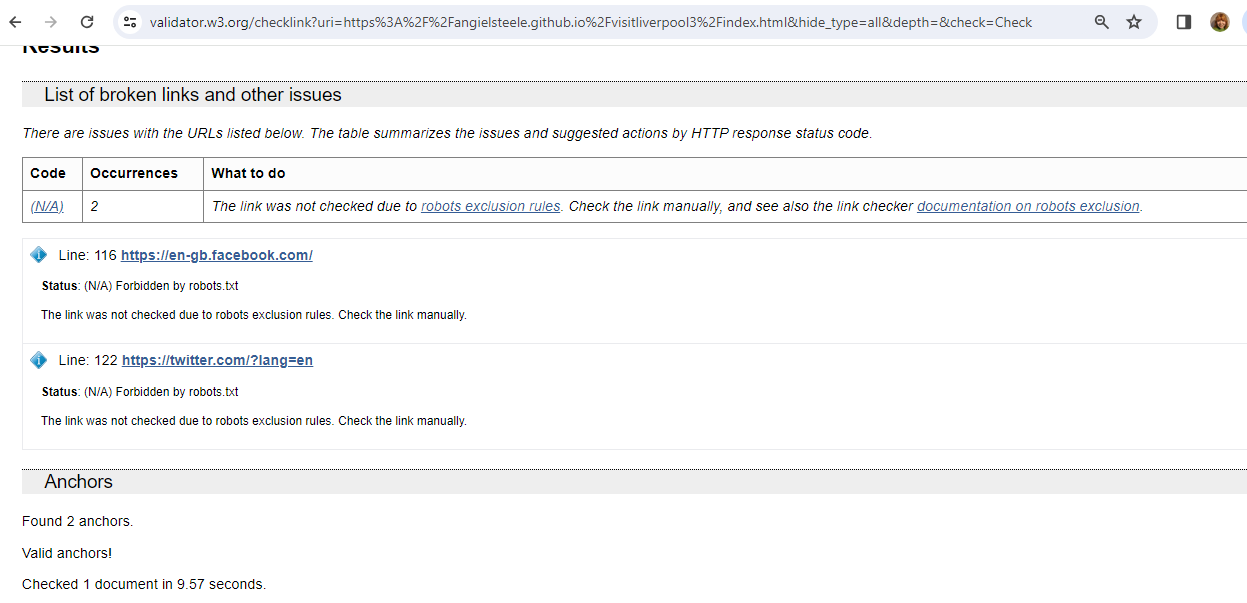 validator.w3.org/checklink?uri=https%3A%2F%2Fangielsteele.github.io%2Fvisitliverpool3%2Findex.html&hide_type=all&depth=&check=Check
Results
List of broken links and other issues
There are issues with the URLs listed below. The table summarizes the issues and suggested actions by HTTP response status code.
Code Occurrences What to do
(N/A) 2 The link was not checked due to robots exclusion rules. Check the link manually, and see also the link checker documentation on robots exclusion.
Line: 116 https://en-gb.facebook.com/
Status: (N/A) Forbidden by robots.txt
The link was not checked due to robots exclusion rules. Check the link manually.
Line: 122 https://twitter.com/?lang=en
Status: (N/A) Forbidden by robots.txt
The link was not checked due to robots exclusion rules. Check the link manually.
Anchors
Found 2 anchors.
Valid anchors!
Checked 1 document in 9.57 seconds.